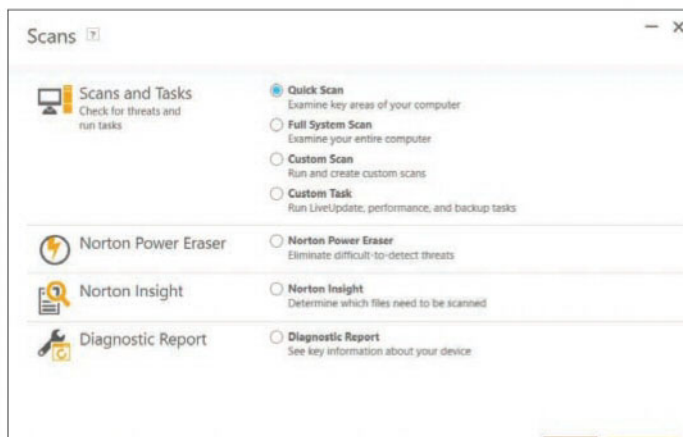 Scans ?
Scans and Tasks
Check for threats and
run tasks
Quick Scan
Examine key areas of your computer
Full System Scan
Examine your entire computer
Custom Scan
Run and create custom scans
Custom Task
Run LiveUpdate, performance, and backup tasks
Norton Power Eraser
Norton Power Eraser
Eliminate difficult-to-detect threats
Norton Insight
Norton Insight
Determine which files need to be scanned
Diagnostic Report
Diagnostic Report
See key information about your device